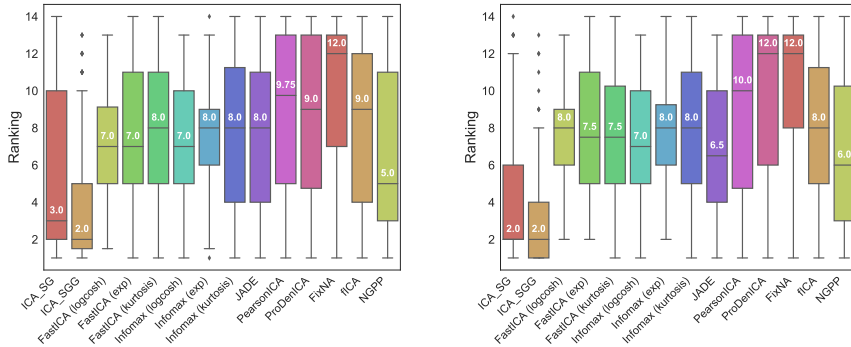 14
12
10
8
6
4
2
Ranking
3.0
2.0
7.0
7.0
8.0
7.0
8.0
8.0
8.0
9.75
9.0
12.0
9.0
5.0
ICA_SG
ICA_SGG
FastICA (logcosh)
FastICA (exp)
FastICA (kurtosis)
Infomax (logcosh)
Infomax (exp)
Infomax (kurtosis)
JADE
PearsonICA
ProDenICA
FixNA
fICA
NGPP
14
12
10
8
6
4
2
Ranking
2.0
2.0
8.0
7.5
7.5
7.0
8.0
8.0
6.5
10.0
12.0
12.0
8.0
6.0
ICA_SG
ICA_SGG
FastICA (logcosh)
FastICA (exp)
FastICA (kurtosis)
Infomax (logcosh)
Infomax (exp)
Infomax (kurtosis)
JADE
PearsonICA
ProDenICA
FixNA
fICA
NGPP